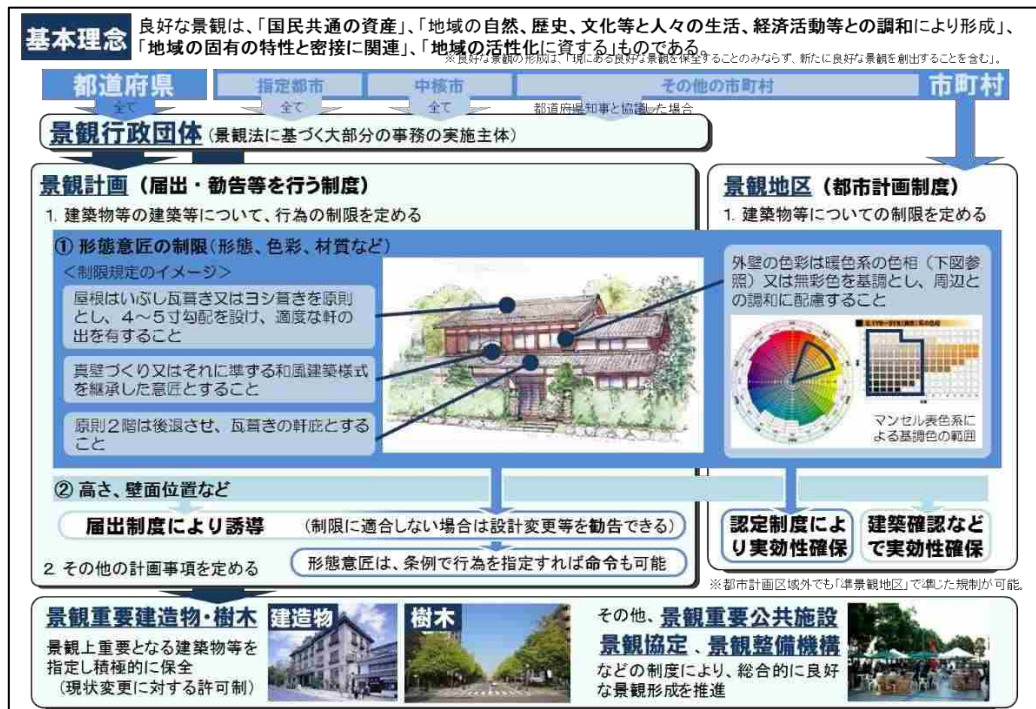 基本理念
良好な景観は、「国民共通の資産」、「地域の自然、歴史、文化等と人々の生活、経済活動等との調和により形成」、
「地域の固有の特性と密接に関連」、「地域の活性化に資する」ものである。
※良好な景観の形成は、「現にある良好な景観を保全することのみならず、新たに良好な景観を創出することを含む」。
都道府県
指定都市
中核市
その他の市町村
市町村
全て
全て
全て
都道府県知事と協議した場合
景観行政団体（景観法に基づく大部分の事務の実施主体）
景観計画（届出・勧告等を行う制度）
1. 建築物等の建築等について、行為の制限を定める
景観地区（都市計画制度）
1. 建築物等についての制限を定める
① 形態意匠の制限（形態、色彩、材質など）
＜制限規定のイメージ＞
屋根はいぶし瓦葺き又はヨシ葺きを原則
とし、４～５寸勾配を設け、適度な軒の
出を有すること
真壁づくり又はそれに準ずる和風建築様式
を継承した意匠とすること
原則２階は後退させ、瓦葺きの軒庇とする
こと
外壁の色彩は暖色系の色相（下図参
照）又は無彩色を基調とし、周辺と
の調和に配慮すること
マンセル表色系に
よる基調色の範囲
② 高さ、壁面位置など
届出制度により誘導　（制限に適合しない場合は設計変更等を勧告できる）
形態意匠は、条例で行為を指定すれば命令も可能
2. その他の計画事項を定める
認定制度によ
り実効性確保
建築確認など
で実効性確保
※都市計画区域外でも「準景観地区」で準じた規制が可能。
景観重要建造物・樹木
景観上重要となる建築物等を
指定し積極的に保全
（現状変更に対する許可制）
建造物
樹木
その他、景観重要公共施設
景観協定 、景観整備機構
などの制度により、総合的に良好
な景観形成を推進